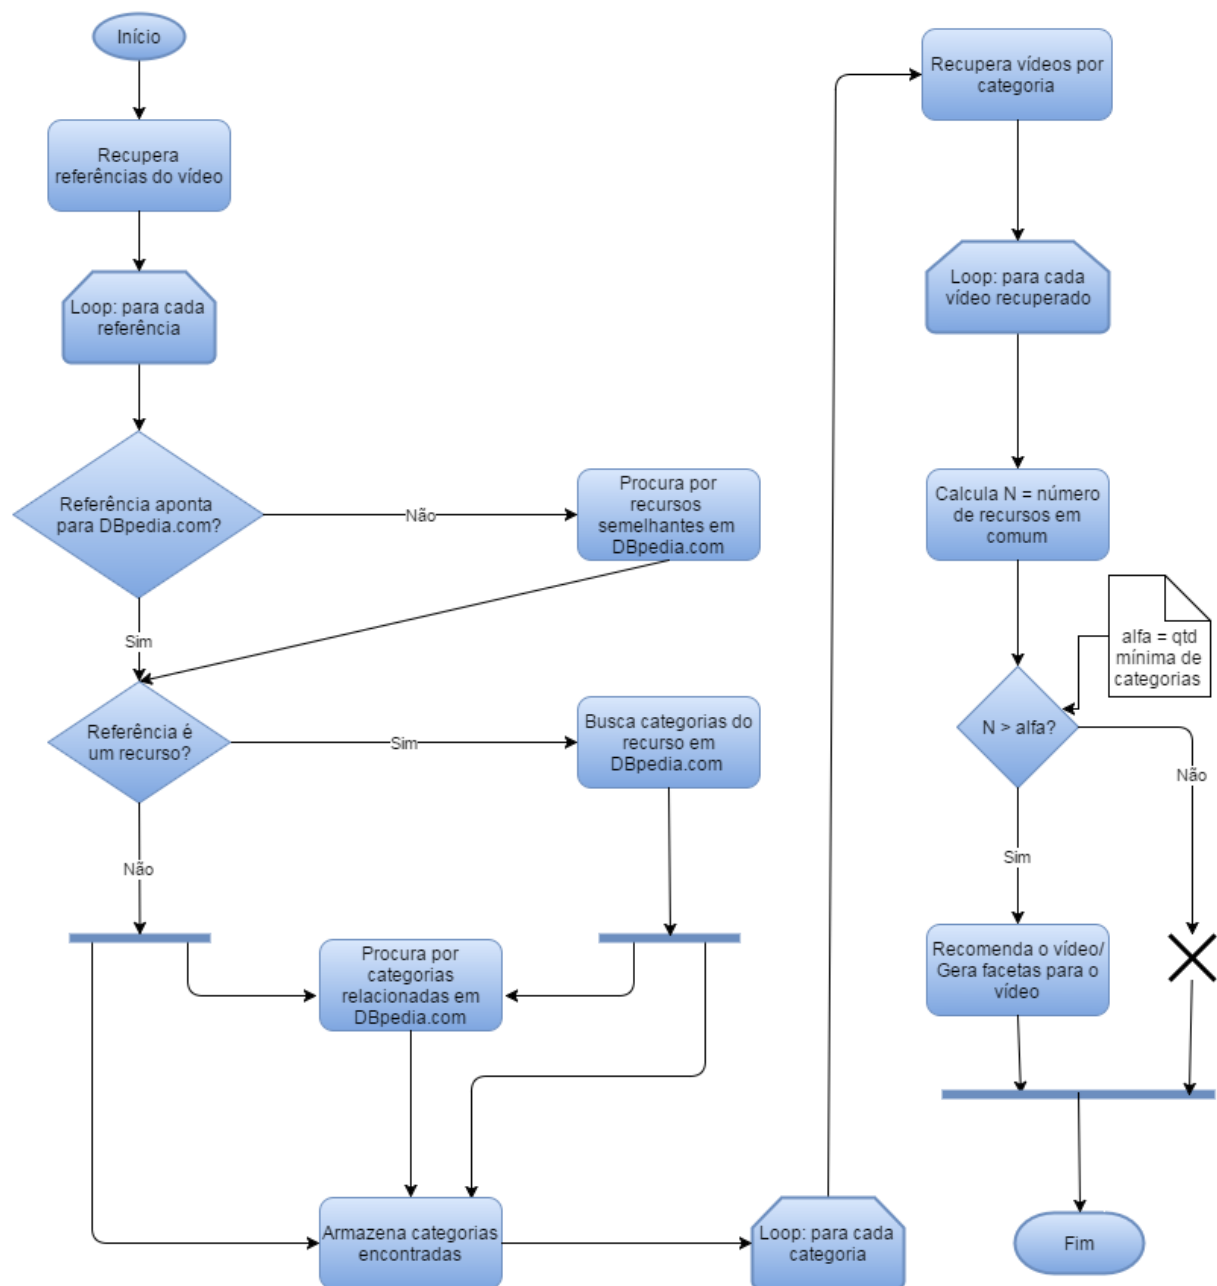 Início
Recupera
referências do vídeo
Loop: para cada
referência
Referência aponta
para DBpedia.com?
Não
Procura por
recursos
semelhantes em
DBpedia.com
Sim
Referência é
um recurso?
Sim
Busca categorias do
recurso em
DBpedia.com
Não
Procura por
categorias
relacionadas em
DBpedia.com
Armazena categorias
encontradas
Loop: para cada
categoria
Recupera vídeos por
categoria
Loop: para cada
vídeo recuperado
Calcula N = número
de recursos em
comum
alfa = qtd
mínima de
categorias
N > alfa?
Não
Sim
Recomenda o vídeo/
Gera facetas para o
vídeo
Fim